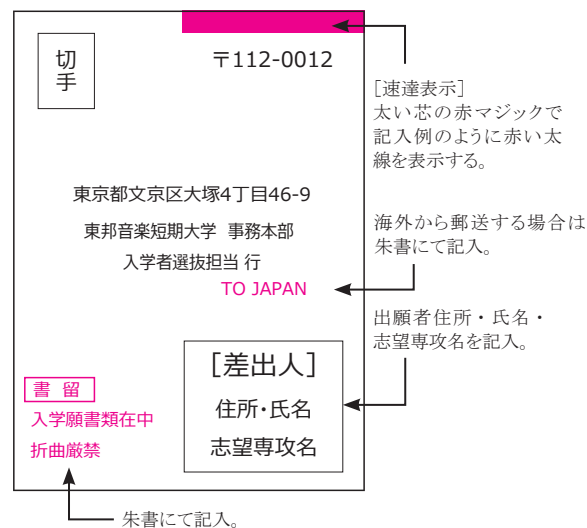 切手
〒112-0012
[速達表示]
太い芯の赤マジックで
記入例のように赤い太
線を表示する。
東京都文京区大塚4丁目46-9
東邦音楽短期大学 事務本部
入学者選抜担当 行
TO JAPAN
海外から郵送する場合は
朱書にて記入。
出願者住所・氏名・
志望専攻名を記入。
[差出人]
住所・氏名
志望専攻名
書 留
入学願書類在中
折曲厳禁
朱書にて記入。